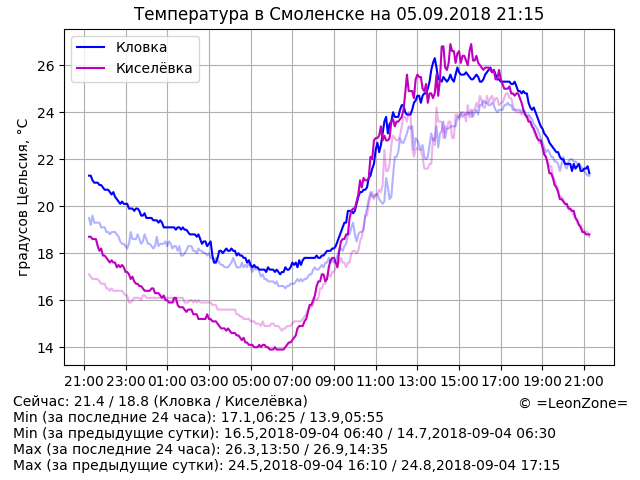 Температура в Смоленске на 05.09.2018 21:15
Кловка
Киселёвка
градусов Цельсия, °C
26
24
22
20
18
16
14
21:00 23:00 01:00 03:00 05:00 07:00 09:00 11:00 13:00 15:00 17:00 19:00 21:00
Сейчас: 21.4 / 18.8 (Кловка / Киселёвка)
© =LeonZone=
Min (за последние 24 часа): 17.1,06:25 / 13.9,05:55
Min (за предыдущие сутки): 16.5,2018-09-04 06:40 / 14.7,2018-09-04 06:30
Max (за последние 24 часа): 26.3,13:50 / 26.9,14:35
Max (за предыдущие сутки): 24.5,2018-09-04 16:10 / 24.8,2018-09-04 17:15